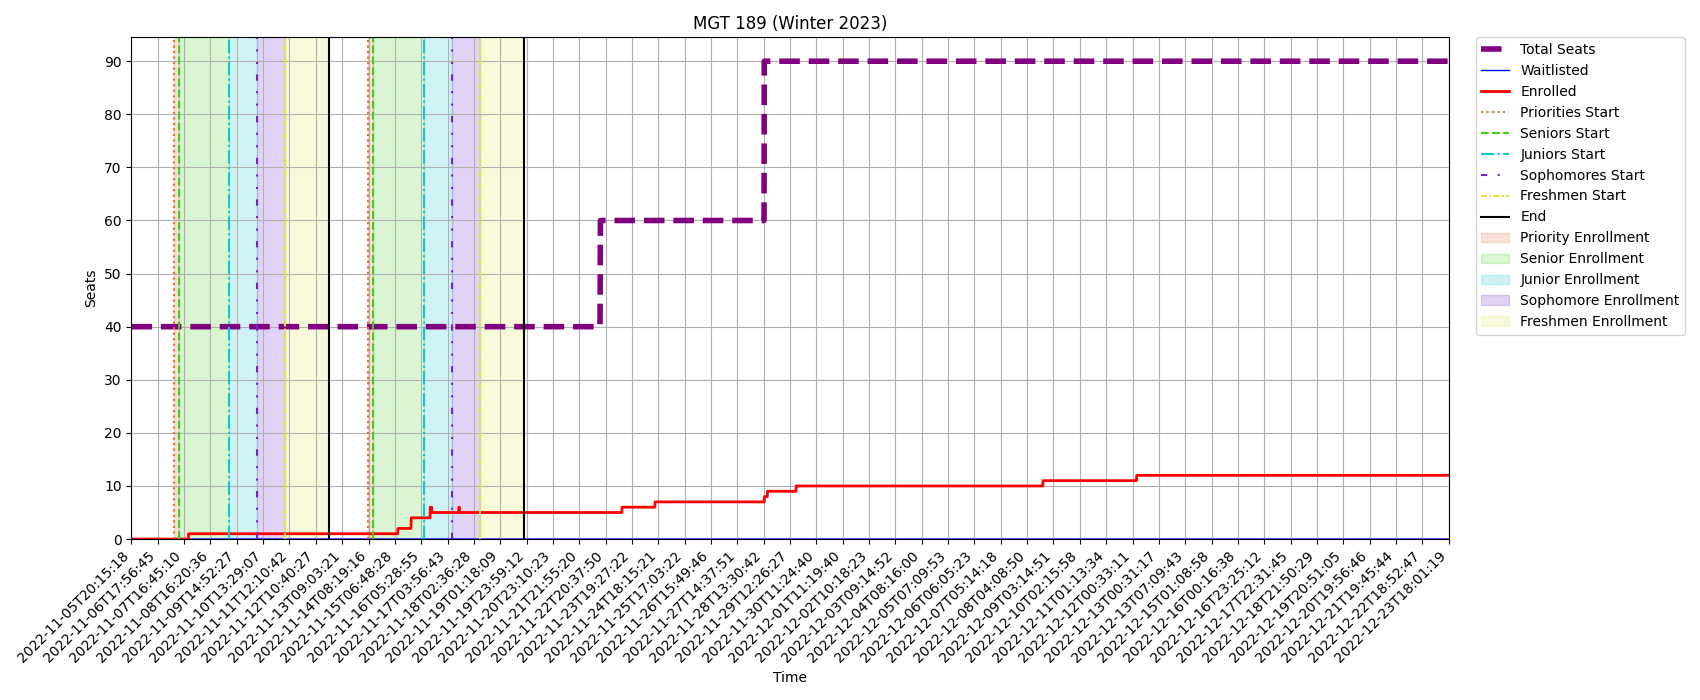 MGT 189 (Winter 2023)
Total Seats
Waitlisted
Enrolled
Priorities Start
Seniors Start
Juniors Start
Sophomores Start
Freshmen Start
End
Priority Enrollment
Senior Enrollment
Junior Enrollment
Sophomore Enrollment
Freshmen Enrollment
Seats
90
80
70
60
50
40
30
20
10
0
2022-11-05T20:15:18
2022-11-06T17:56:45
2022-11-07T16:45:10
2022-11-08T16:20:36
2022-11-09T14:52:27
2022-11-10T13:29:07
2022-11-11T12:10:42
2022-11-12T10:40:27
2022-11-13T09:03:21
2022-11-14T08:19:16
2022-11-15T06:48:28
2022-11-16T05:28:55
2022-11-17T03:56:43
2022-11-18T02:36:28
2022-11-19T01:18:09
2022-11-19T23:59:12
2022-11-20T23:10:23
2022-11-21T21:55:20
2022-11-22T20:37:50
2022-11-23T19:27:22
2022-11-24T18:15:21
2022-11-25T17:03:22
2022-11-26T15:49:46
2022-11-27T14:37:51
2022-11-28T13:30:42
2022-11-29T12:26:27
2022-11-30T11:24:40
2022-12-01T11:19:40
2022-12-02T10:18:23
2022-12-03T09:14:52
2022-12-04T08:16:00
2022-12-05T07:09:53
2022-12-06T06:05:23
2022-12-07T05:14:18
2022-12-08T04:08:50
2022-12-09T03:14:51
2022-12-10T02:15:58
2022-12-11T01:13:34
2022-12-12T00:33:11
2022-12-13T00:31:17
2022-12-13T07:09:43
2022-12-15T01:08:58
2022-12-16T00:16:38
2022-12-16T23:25:12
2022-12-17T22:31:45
2022-12-18T21:50:29
2022-12-19T20:51:05
2022-12-20T19:56:46
2022-12-21T19:45:44
2022-12-22T18:52:47
2022-12-23T18:01:19
Time